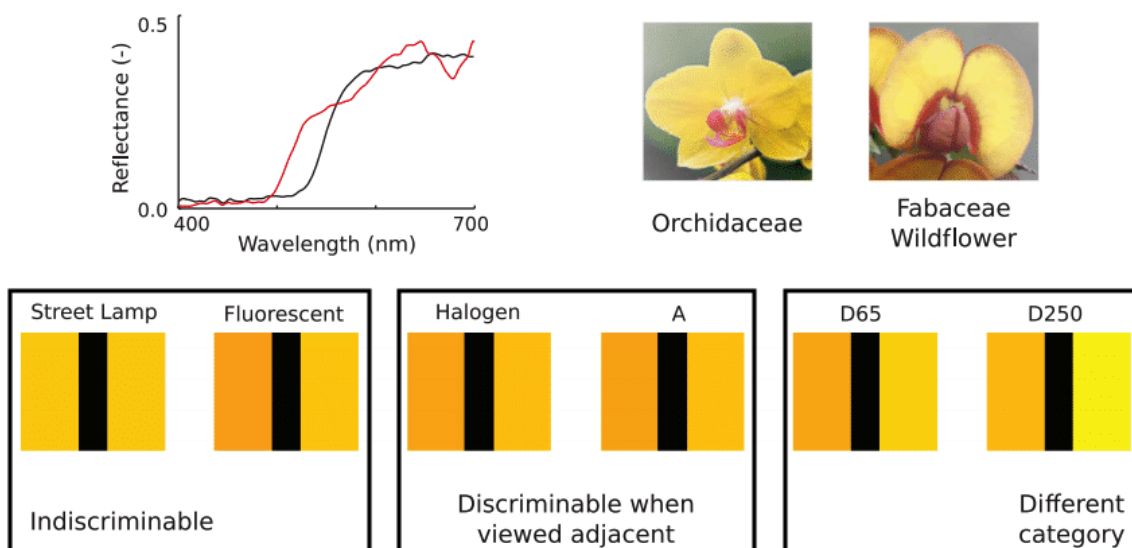 0.5
Reflectance (-)
0.0
400
700
Wavelength (nm)
Orchidaceae
Fabaceae
Wildflower
Street Lamp
Fluorescent
Indiscriminable
Halogen
A
Discriminable when
viewed adjacent
D65
D250
Different
category